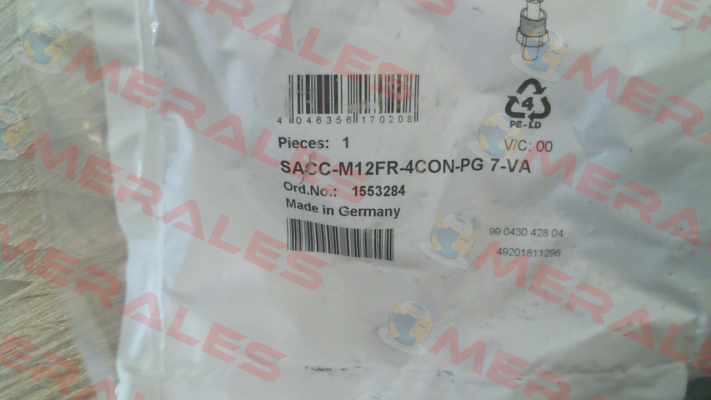 4 046356 170208
4
PE-LD
Pieces: 1
V/C: 00
SACC-M12FR-4CON-PG 7-VA
Ord.No.: 1553284
Made in Germany
99 0430 428 04
49201811296
MERALES
MERALES
MERALES
MERALES
MERALES
MERALES